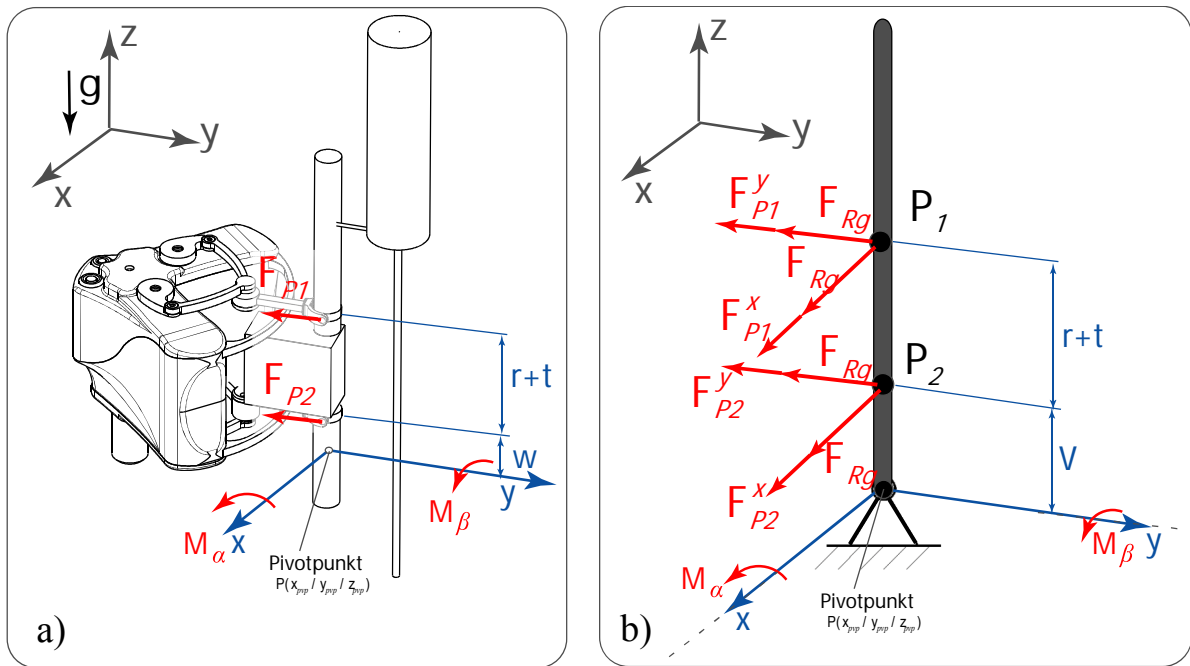 z
g
y
x
F P1
F P2
r+t
w
y
M β
M α
x
Pivotpunkt
P(x pvp / y pvp / z pvp)
a)
z
y
x
F y P1
F Rg
P 1
F Rg
F x P1
r+t
F Rg
P 2
F y P2
F Rg
F x P2
V
M β
y
M α
x
Pivotpunkt
P(x pvp / y pvp / z pvp)
b)